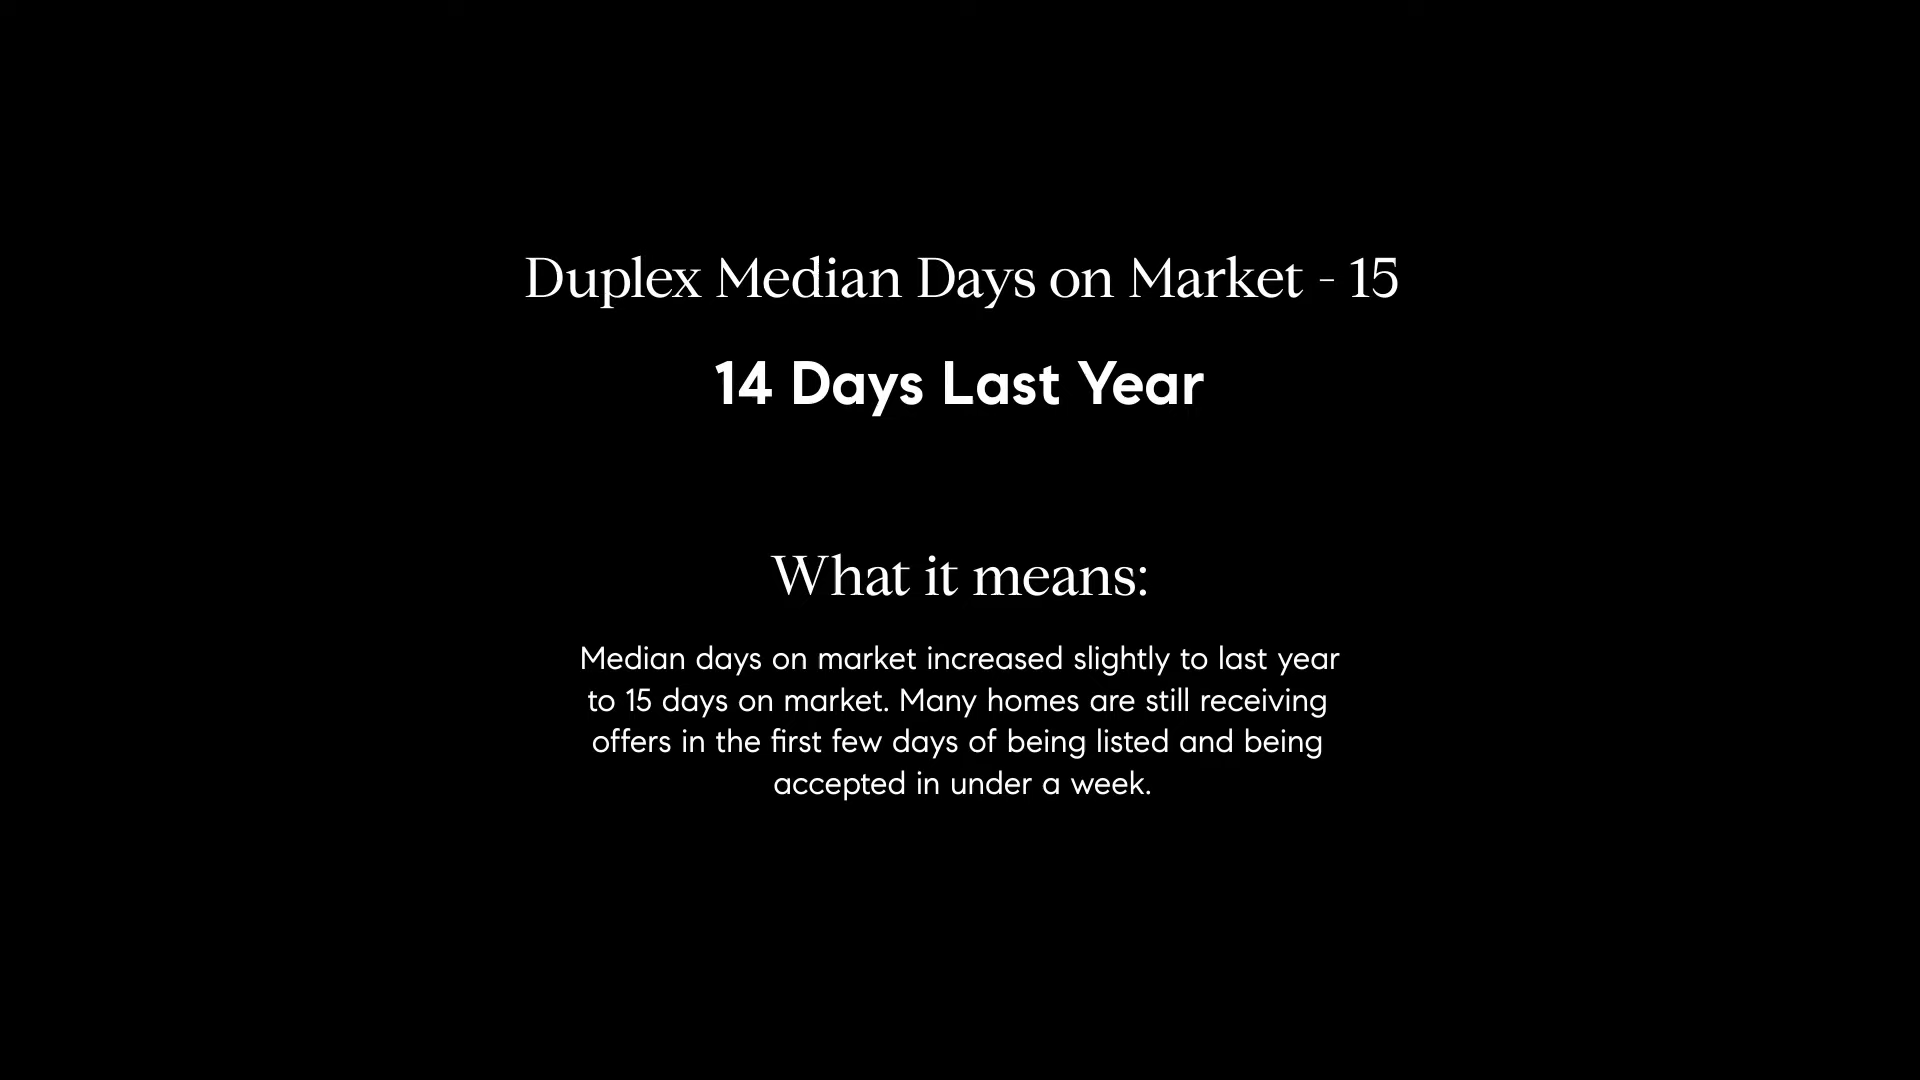 Duplex Median Days on Market - 15
14 Days Last Year
What it means:
Median days on market increased slightly to last year
to 15 days on market. Many homes are still receiving
offers in the first few days of being listed and being
accepted in under a week.